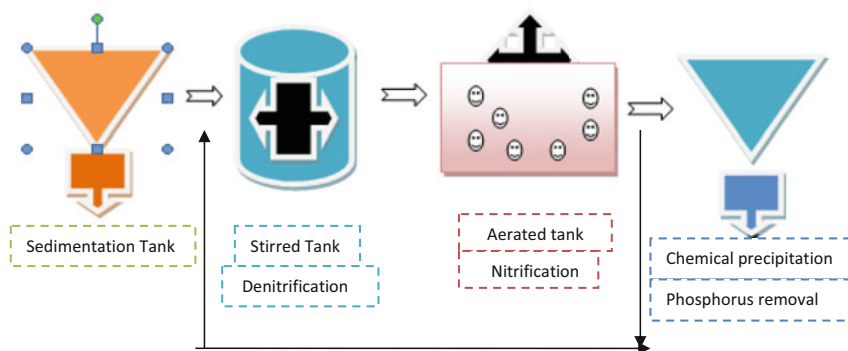 Sedimentation Tank
Stirred Tank
Denitrification
Aerated tank
Nitrification
Chemical precipitation
Phosphorus removal